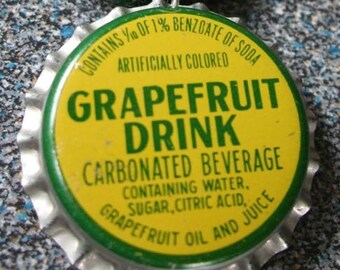 CONTAINS 1/10 OF 1% BENZOATE OF SODA
ARTIFICIALLY COLORED
GRAPEFRUIT
DRINK
CARBONATED BEVERAGE
CONTAINING WATER,
SUGAR, CITRIC ACID,
GRAPEFRUIT OIL AND JUICE